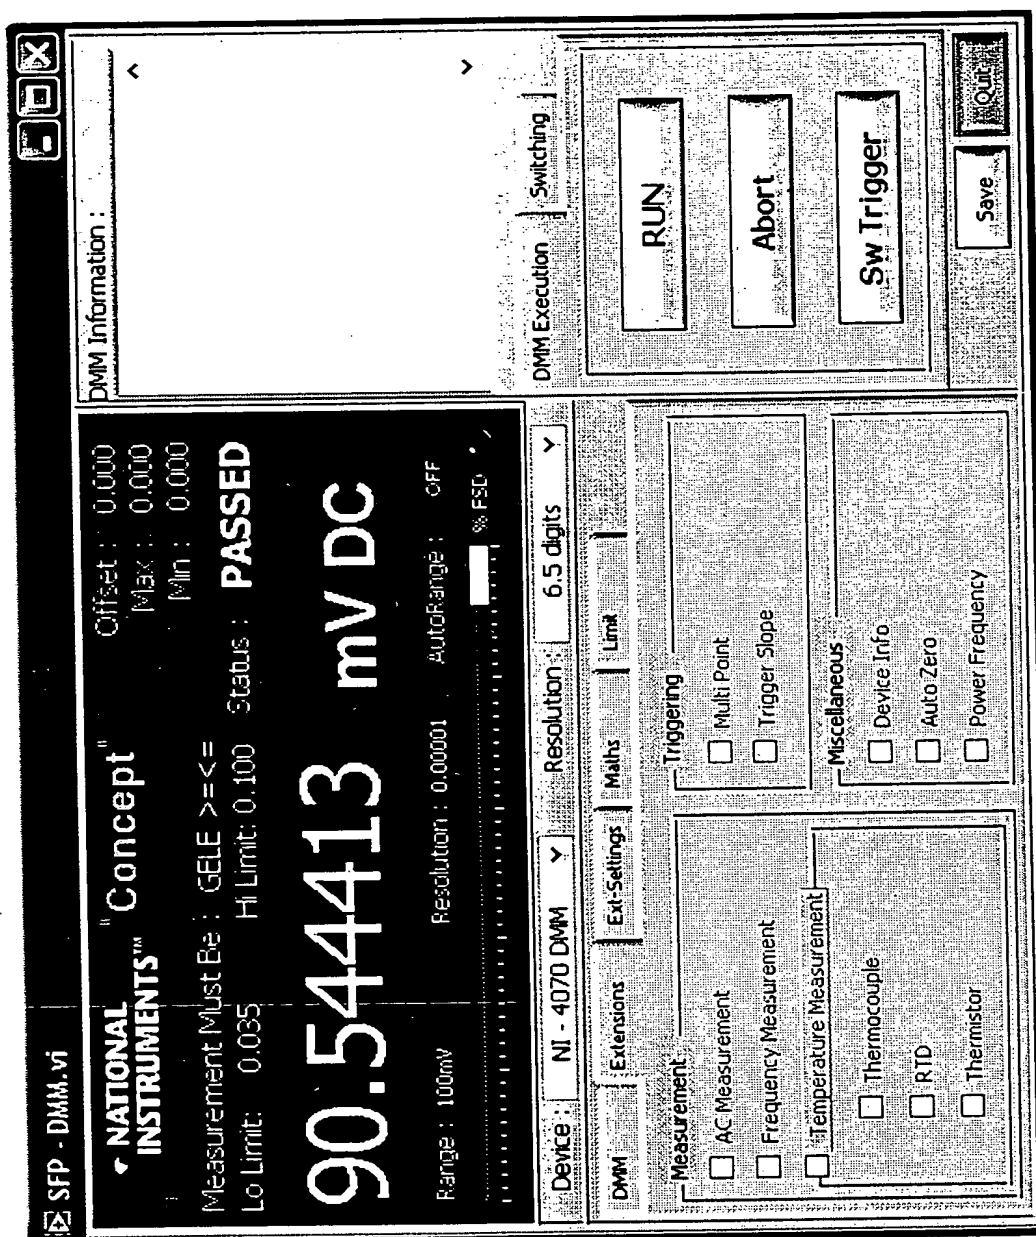 SFP - DMM.vi
NATIONAL
INSTRUMENTS™
"Concept"
Offset : 0.000
Max : 0.000
Min : 0.000
Measurement Must Be : GELE >=<=
Lo Limit: 0.035 Hi Limit: 0.100 Status : PASSED
90.544413 mV DC
Range : 100mV Resolution : 0.00001 AutoRange : OFF
% FSD
DMM Information :
Device : NI - 4070 DMM Resolution : 6.5 digits
DMM Extensions Ext-Settings Maths Limit
Measurement
AC Measurement
Frequency Measurement
Temperature Measurement
Thermocouple
RTD
Thermistor
Triggering
Multi Point
Trigger Slope
Miscellaneous
Device Info
Auto Zero
Power Frequency
DMM Execution Switching
RUN
Abort
Sw Trigger
Save Quit